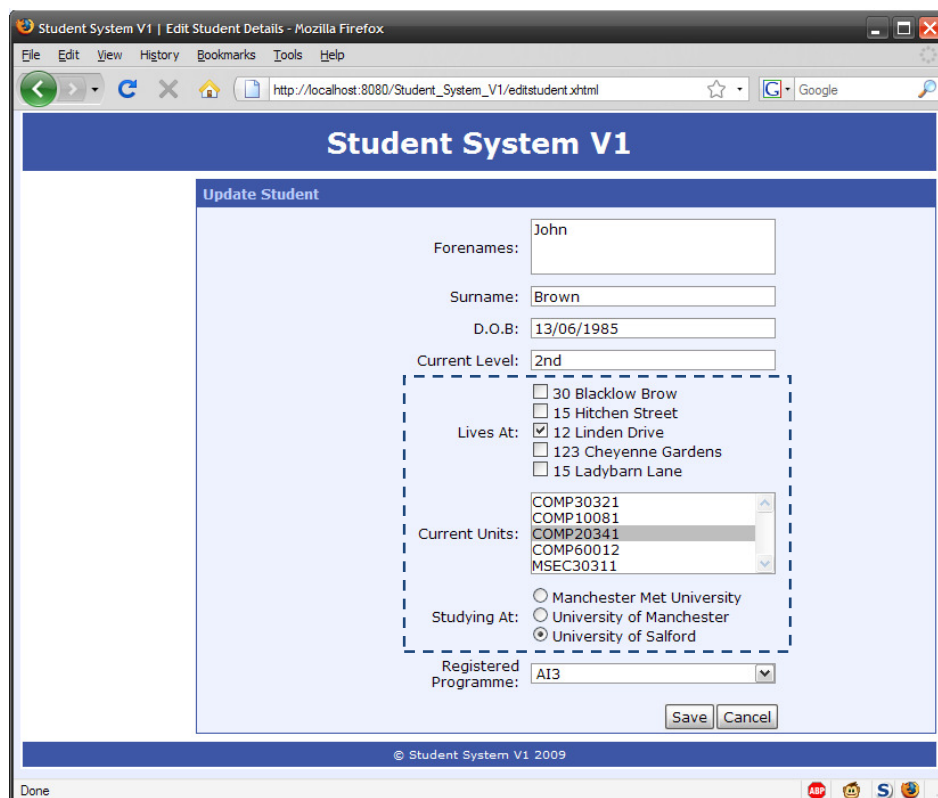 Student System V1 | Edit Student Details - Mozilla Firefox
File Edit View History Bookmarks Tools Help
http://localhost:8080/Student_System_V1/editstudent.xhtml
G Google
Student System V1
Update Student
Forenames: John
Surname: Brown
D.O.B: 13/06/1985
Current Level: 2nd
Lives At:
30 Blacklow Brow
15 Hitchen Street
12 Linden Drive
123 Cheyenne Gardens
15 Ladybarn Lane
Current Units:
COMP30321
COMP10081
COMP20341
COMP60012
MSEC30311
Studying At:
Manchester Met University
University of Manchester
University of Salford
Registered
Programme: AI3
Save Cancel
© Student System V1 2009
Done ABP S)